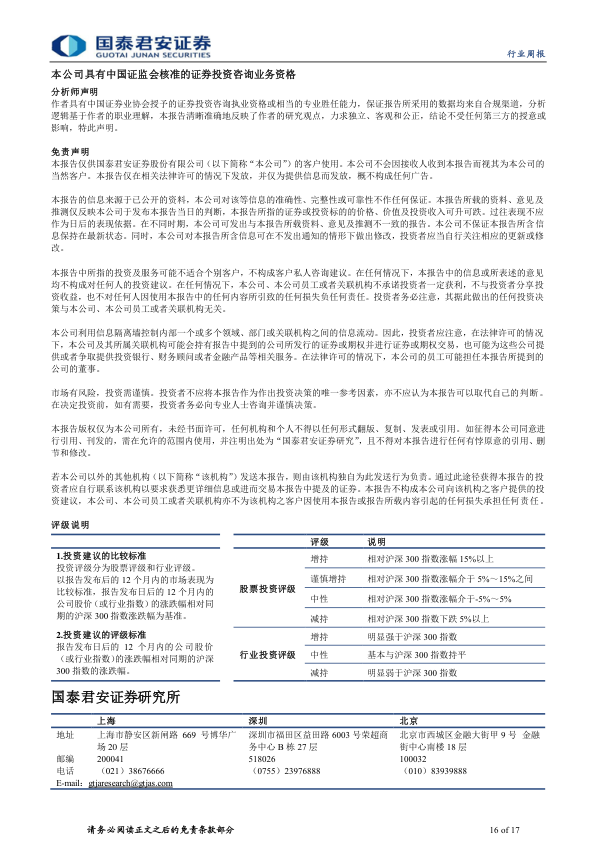 国泰君安证券
GUOTAI JUNAN SECURITIES
行业周报
本公司具有中国证监会核准的证券投资咨询业务资格
分析师声明
作者具有中国证券业协会授予的证券投资咨询执业资格或相当的专业胜任能力，保证报告所采用的数据均来自合规渠道，分析
逻辑基于作者的职业理解，本报告清晰准确地反映了作者的研究观点，力求独立、客观和公正，结论不受任何第三方的授意或
影响，特此声明。
免责声明
本报告仅供国泰君安证券股份有限公司（以下简称“本公司”）的客户使用。本公司不会因接收人收到本报告而视其为本公司的
当然客户。本报告仅在相关法律许可的情况下发放，并仅为提供信息而发放，概不构成任何广告。
本报告的信息来源于已公开的资料，本公司对该等信息的准确性、完整性或可靠性不作任何保证。本报告所载的资料、意见及
推测仅反映本公司于发布本报告当日的判断，本报告所指的证券或投资标的的价格、价值及投资收入可升可跌。过往表现不应
作为日后的表现依据。在不同时期，本公司可发出与本报告所载资料、意见及推测不一致的报告。本公司不保证本报告所含信
息保持在最新状态。同时，本公司对本报告所含信息可在不发出通知的情形下做出修改，投资者应当自行关注相应的更新或修
改。
本报告中所指的投资及服务可能不适合个别客户，不构成客户私人咨询建议。在任何情况下，本报告中的信息或所表述的意见
均不构成对任何人的投资建议。在任何情况下，本公司、本公司员工或者关联机构不承诺投资者一定获利，不与投资者分享投
资收益，也不对任何人因使用本报告中的任何内容所引致的任何损失负任何责任。投资者务必注意，其据此做出的任何投资决
策与本公司、本公司员工或者关联机构无关。
本公司利用信息隔离墙控制内部一个或多个领域、部门或关联机构之间的信息流动。因此，投资者应注意，在法律许可的情况
下，本公司及其所属关联机构可能会持有报告中提到的公司所发行的证券或期权并进行证券或期权交易，也可能为这些公司提
供或者争取提供投资银行、财务顾问或者金融产品等相关服务。在法律许可的情况下，本公司的员工可能担任本报告所提到的
公司的董事。
市场有风险，投资需谨慎。投资者不应将本报告作为作出投资决策的唯一参考因素，亦不应认为本报告可以取代自己的判断。
在决定投资前，如有需要，投资者务必向专业人士咨询并谨慎决策。
本报告版权仅为本公司所有，未经书面许可，任何机构和个人不得以任何形式翻版、复制、发表或引用。如征得本公司同意进
行引用、刊发的，需在允许的范围内使用，并注明出处为“国泰君安证券研究”，且不得对本报告进行任何有悖原意的引用、删
节和修改。
若本公司以外的其他机构（以下简称“该机构”）发送本报告，则由该机构独自为此发送行为负责。通过此途径获得本报告的投
资者应自行联系该机构以要求获悉更详细信息或进而交易本报告中提及的证券。本报告不构成本公司向该机构之客户提供的投
资建议，本公司、本公司员工或者关联机构亦不为该机构之客户因使用本报告或报告所载内容引起的任何损失承担任何责任。
评级说明
1.投资建议的比较标准
投资评级分为股票评级和行业评级。
以报告发布后的 12 个月内的市场表现为
比较标准，报告发布日后的 12 个月内的
公司股价（或行业指数）的涨跌幅相对同
期的沪深 300 指数涨跌幅为基准。
2.投资建议的评级标准
报告发布日后的 12 个月内的公司股价
（或行业指数）的涨跌幅相对同期的沪深
300 指数的涨跌幅。
评级 说明
股票投资评级
增持 相对沪深 300 指数涨幅 15%以上
谨慎增持 相对沪深 300 指数涨幅介于 5%～15%之间
中性 相对沪深 300 指数涨幅介于-5%～5%
减持 相对沪深 300 指数下跌 5%以上
行业投资评级
增持 明显强于沪深 300 指数
中性 基本与沪深 300 指数持平
减持 明显弱于沪深 300 指数
国泰君安证券研究所
上海 深圳 北京
地址 上海市静安区新闸路 669 号博华广 深圳市福田区益田路 6003 号荣超商 北京市西城区金融大街甲 9 号 金融
场 20 层 务中心 B 栋 27 层 街中心南楼 18 层
邮编 200041 518026 100032
电话 （021）38676666 （0755）23976888 （010）83939888
E-mail：gtjaresearch@gtjas.com
请务必阅读正文之后的免责条款部分
16 of 17